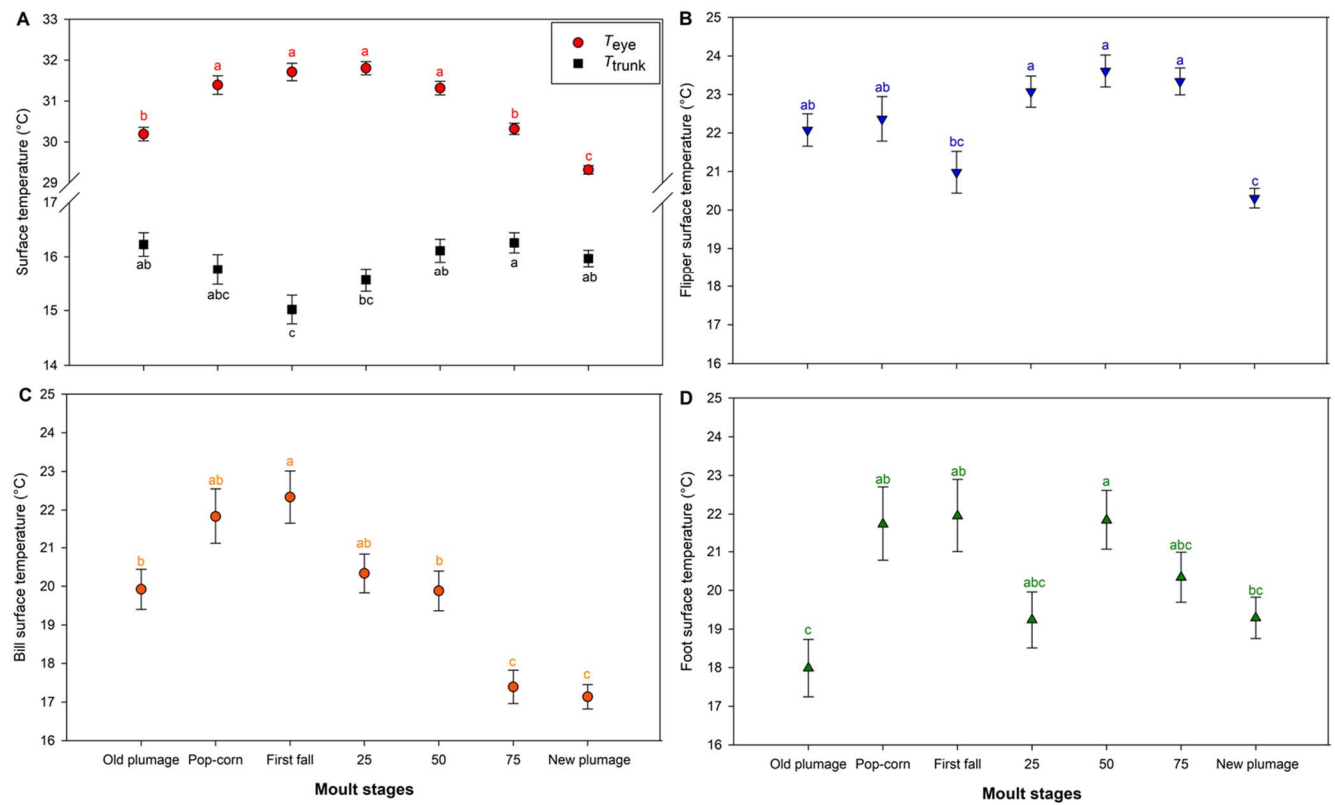 A
33
32
31
30
29
17
16
15
14
Surface temperature (°C)
Teye
Ttrunk
b
a
a
a
a
b
c
ab
abc
c
bc
ab
a
ab
B
25
24
23
22
21
20
19
18
17
16
Flipper surface temperature (°C)
ab
ab
bc
a
a
a
c
C
25
24
23
22
21
20
19
18
17
16
Bill surface temperature (°C)
b
ab
a
ab
b
c
c
Old plumage Pop-corn First fall 25 50 75 New plumage
Moult stages
D
25
24
23
22
21
20
19
18
17
16
Foot surface temperature (°C)
c
ab
ab
abc
a
abc
bc
Old plumage Pop-corn First fall 25 50 75 New plumage
Moult stages